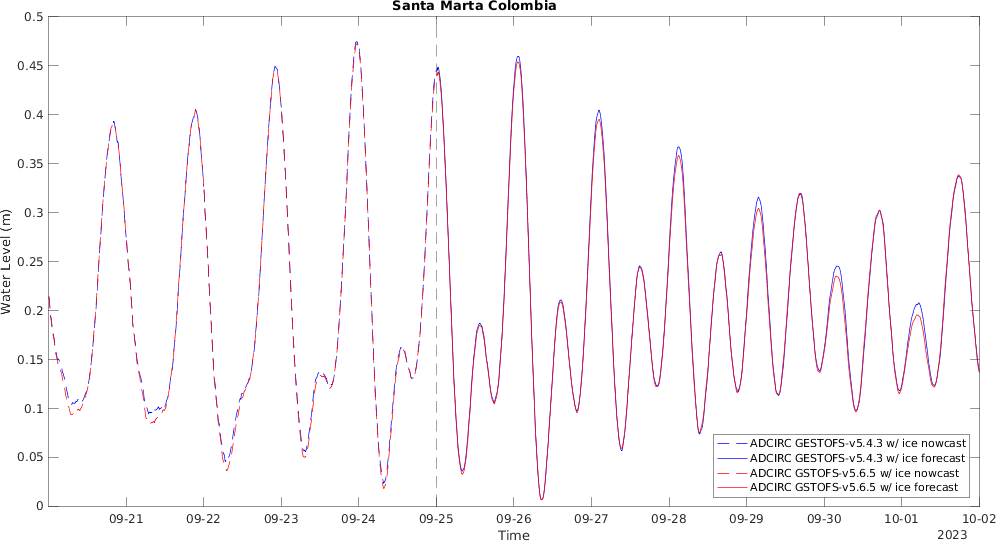 Santa Marta Colombia
0.5
0.45
0.4
0.35
0.3
0.25
0.2
0.15
0.1
0.05
0
Water Level (m)
ADCIRC GESTOFS-v5.4.3 w/ ice nowcast
ADCIRC GESTOFS-v5.4.3 w/ ice forecast
ADCIRC GSTOFS-v5.6.5 w/ ice nowcast
ADCIRC GSTOFS-v5.6.5 w/ ice forecast
09-21 09-22 09-23 09-24 09-25 09-26 09-27 09-28 09-29 09-30 10-01 10-02
Time
2023